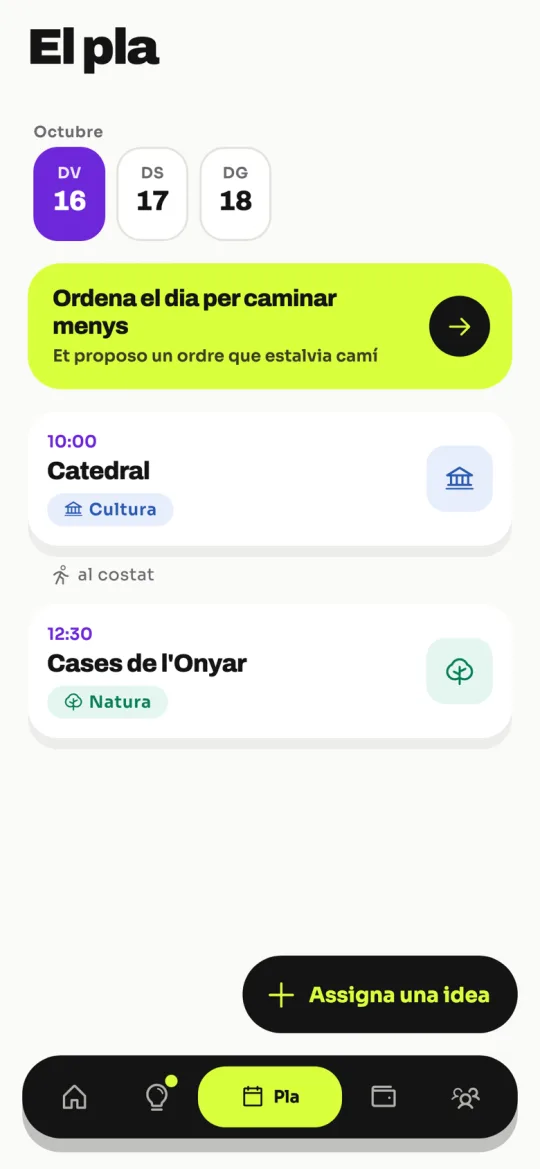 El pla
Octubre
DV
16
DS
17
DG
18
Ordena el dia per caminar
menys
Et proposo un ordre que estalvia camí
10:00
Catedral
Cultura
al costat
12:30
Cases de l'Onyar
Natura
Assigna una idea
Pla